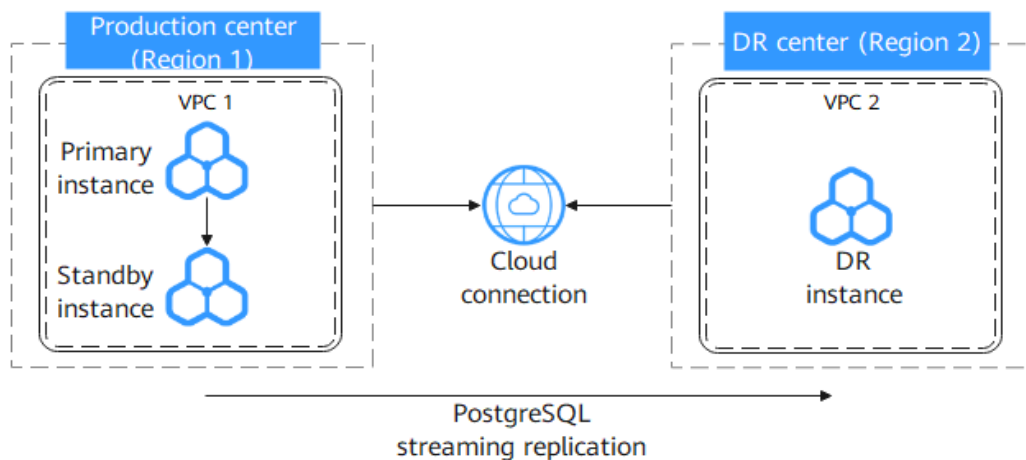 Production center
(Region 1)
DR center (Region 2)
VPC 1
Primary
instance
Standby
instance
Cloud
connection
VPC 2
DR
instance
PostgreSQL
streaming replication